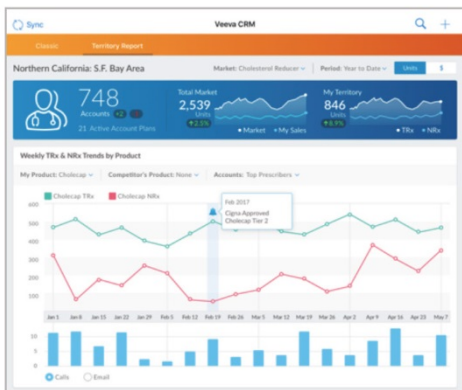 Sync
Veeva CRM
Classic
Territory Report
Northern California: S.F. Bay Area
Market: Cholesterol Reducer
Period: Year to Date
Units
$
748
Accounts +2
21 Active Account Plans
Total Market
2,539
Units
2.5%
Market
My Sales
My Territory
846
Units
8.9%
TRx
NRx
Weekly TRx & NRx Trends by Product
My Product: Cholecap
Competitor's Product: None
Accounts: Top Prescribers
Cholecap TRx
Cholecap NRx
Feb 2017
Cigna Approved
Cholecap Tier 2
600
500
400
300
200
100
Jan 1 Jan 8 Jan 15 Jan 22 Jan 29 Feb 5 Feb 12 Feb 19 Feb 26 Mar 5 Mar 12 Mar 19 Mar 26 Apr 2 Apr 9 Apr 16 Apr 23 May 7
10
5
0
Calls
Email